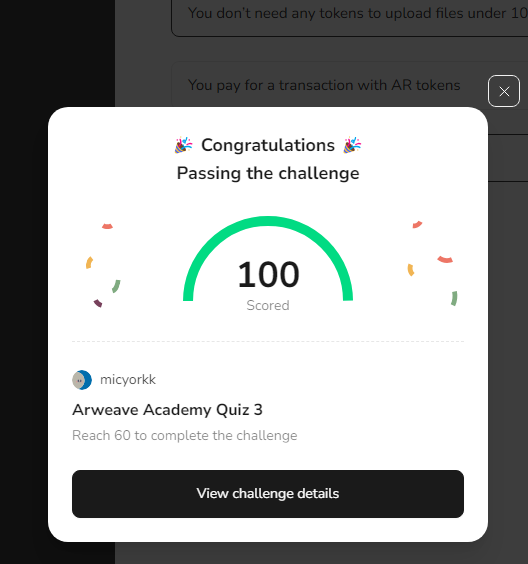 You don't need any tokens to upload files under 10
You pay for a transaction with AR tokens
🎉 Congratulations 🎉
Passing the challenge
100
Scored
micyorkk
Arweave Academy Quiz 3
Reach 60 to complete the challenge
View challenge details